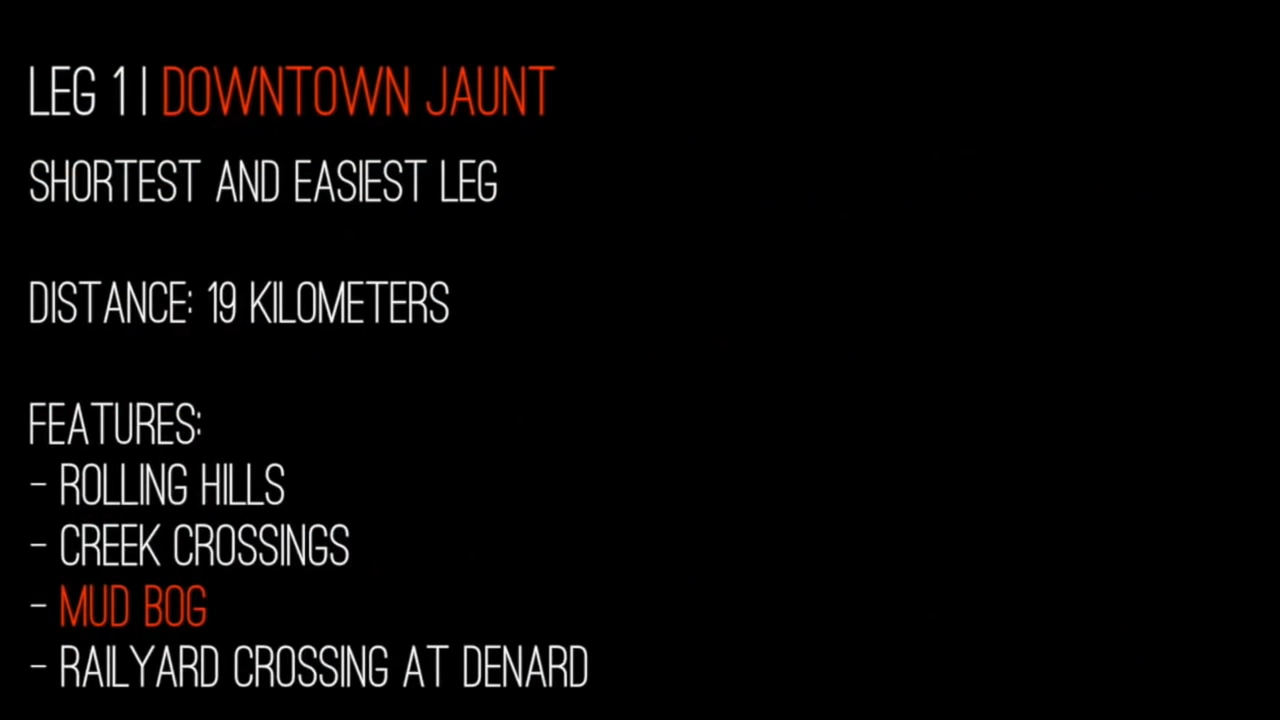 LEG 1 | DOWNTOWN JAUNT
SHORTEST AND EASIEST LEG
DISTANCE: 19 KILOMETERS
FEATURES:
- ROLLING HILLS
- CREEK CROSSINGS
- MUD BOG
- RAILYARD CROSSING AT DENARD